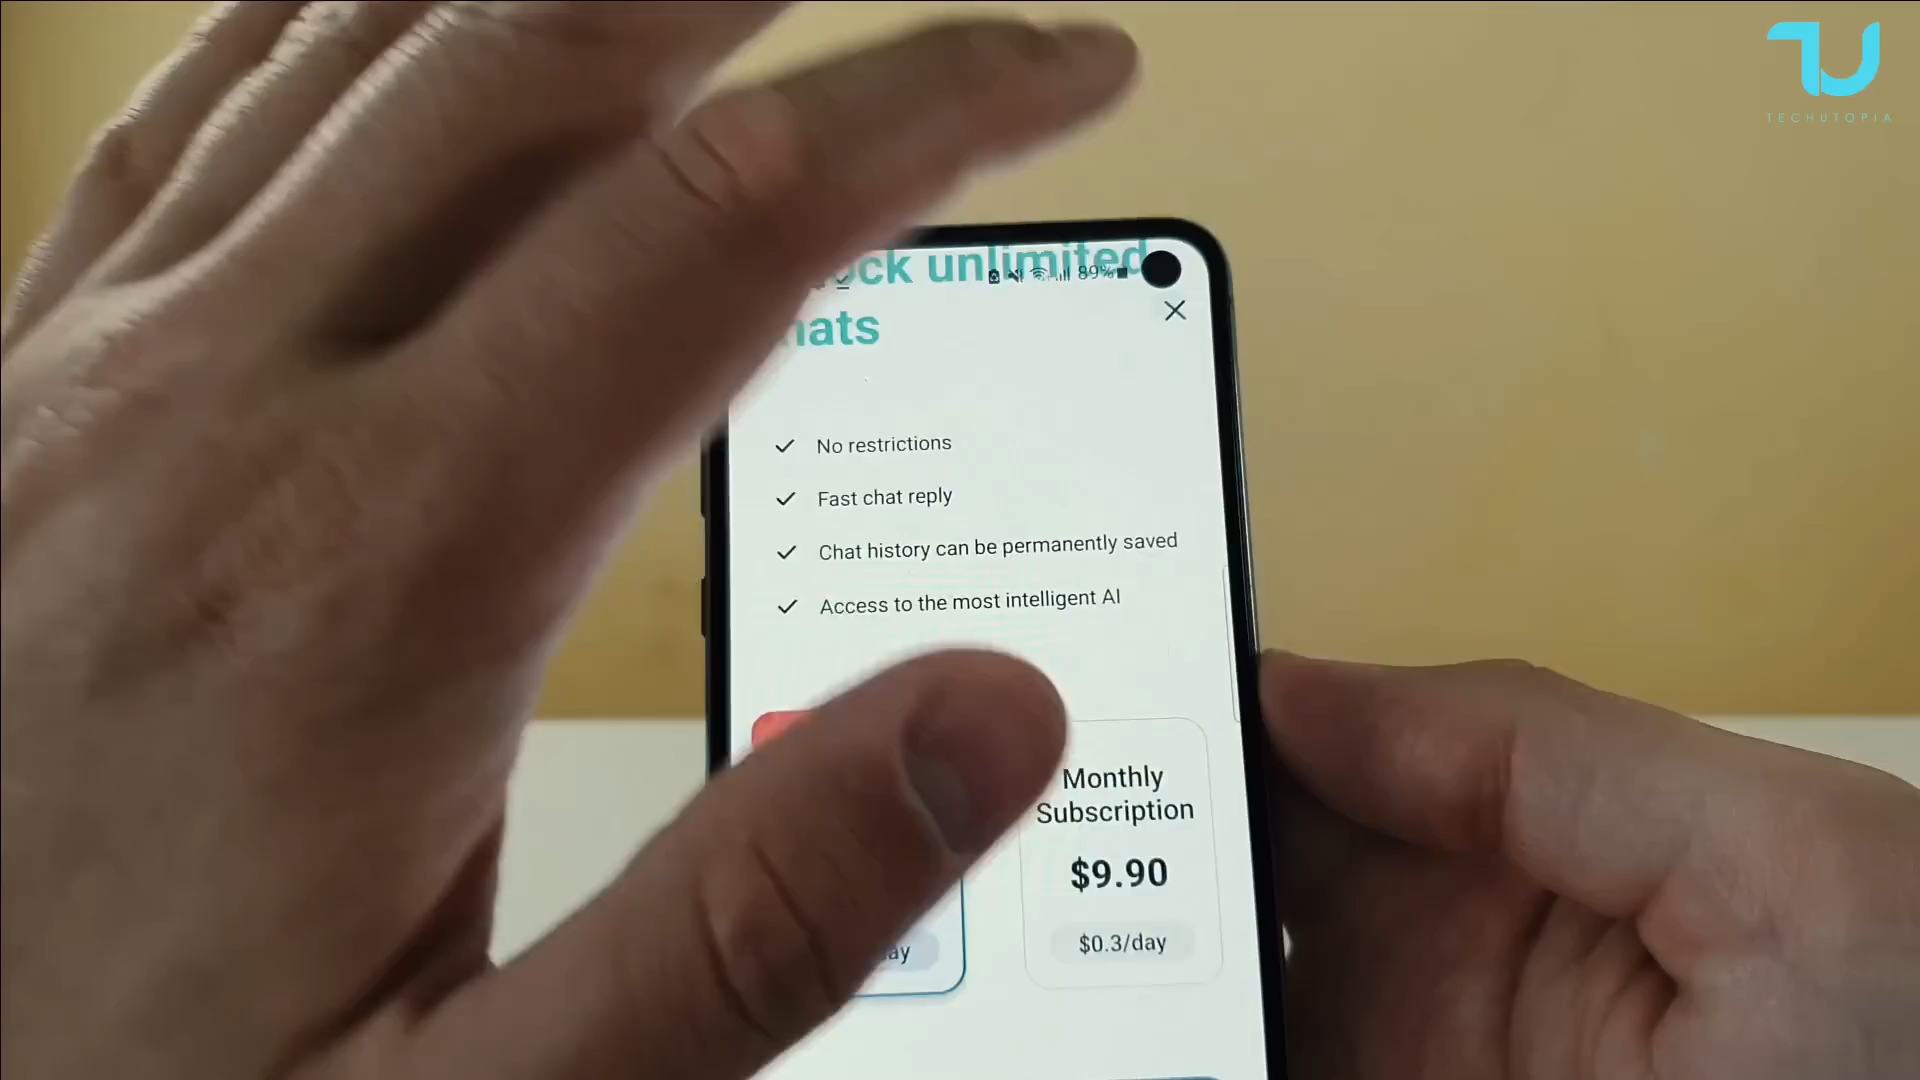 TECHUTOPIA
unlimited
89%
No restrictions
Fast chat reply
Chat history can be permanently saved
Access to the most intelligent AI
Monthly
Subscription
$9.90
$0.3/day